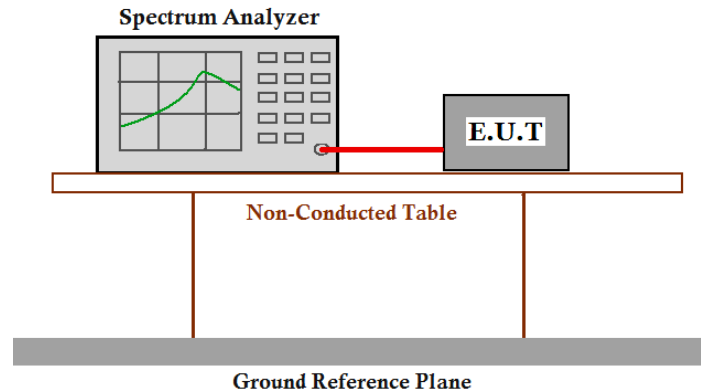 Spectrum Analyzer
E.U.T
Non-Conducted Table
Ground Reference Plane